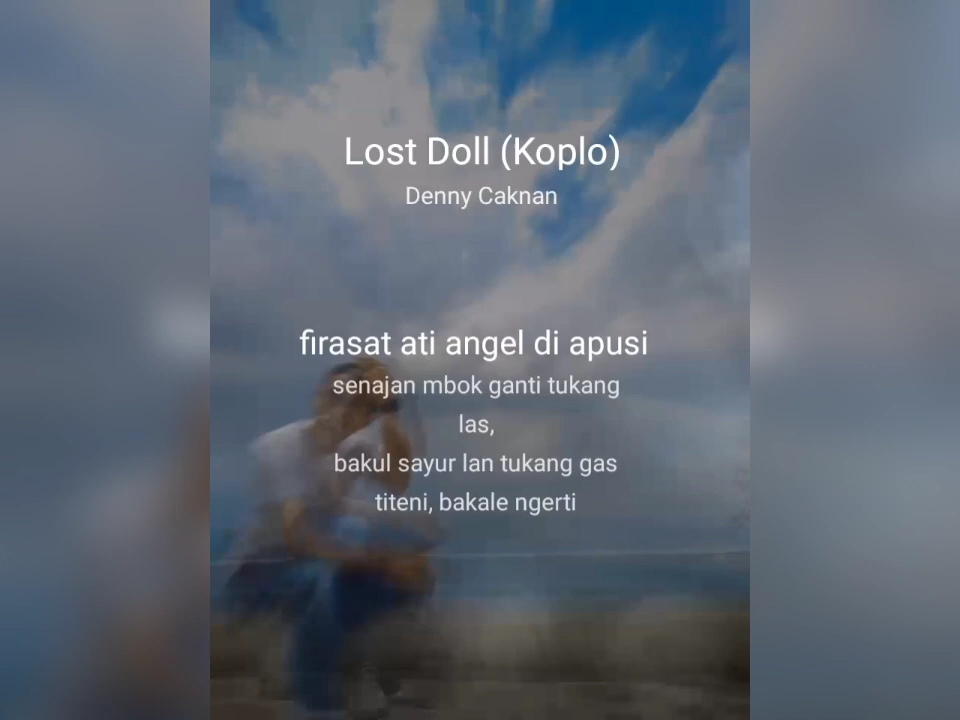 Lost Doll (Koplo)
Denny Caknan
firasat ati angel di apusi
senajan mbok ganti tukang
las,
bakul sayur lan tukang gas
titeni, bakale ngerti